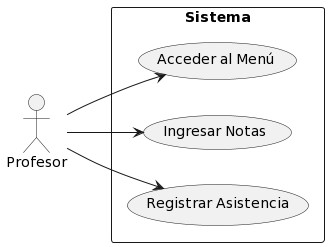 Sistema
Acceder al Menú
Ingresar Notas
Profesor
Registrar Asistencia